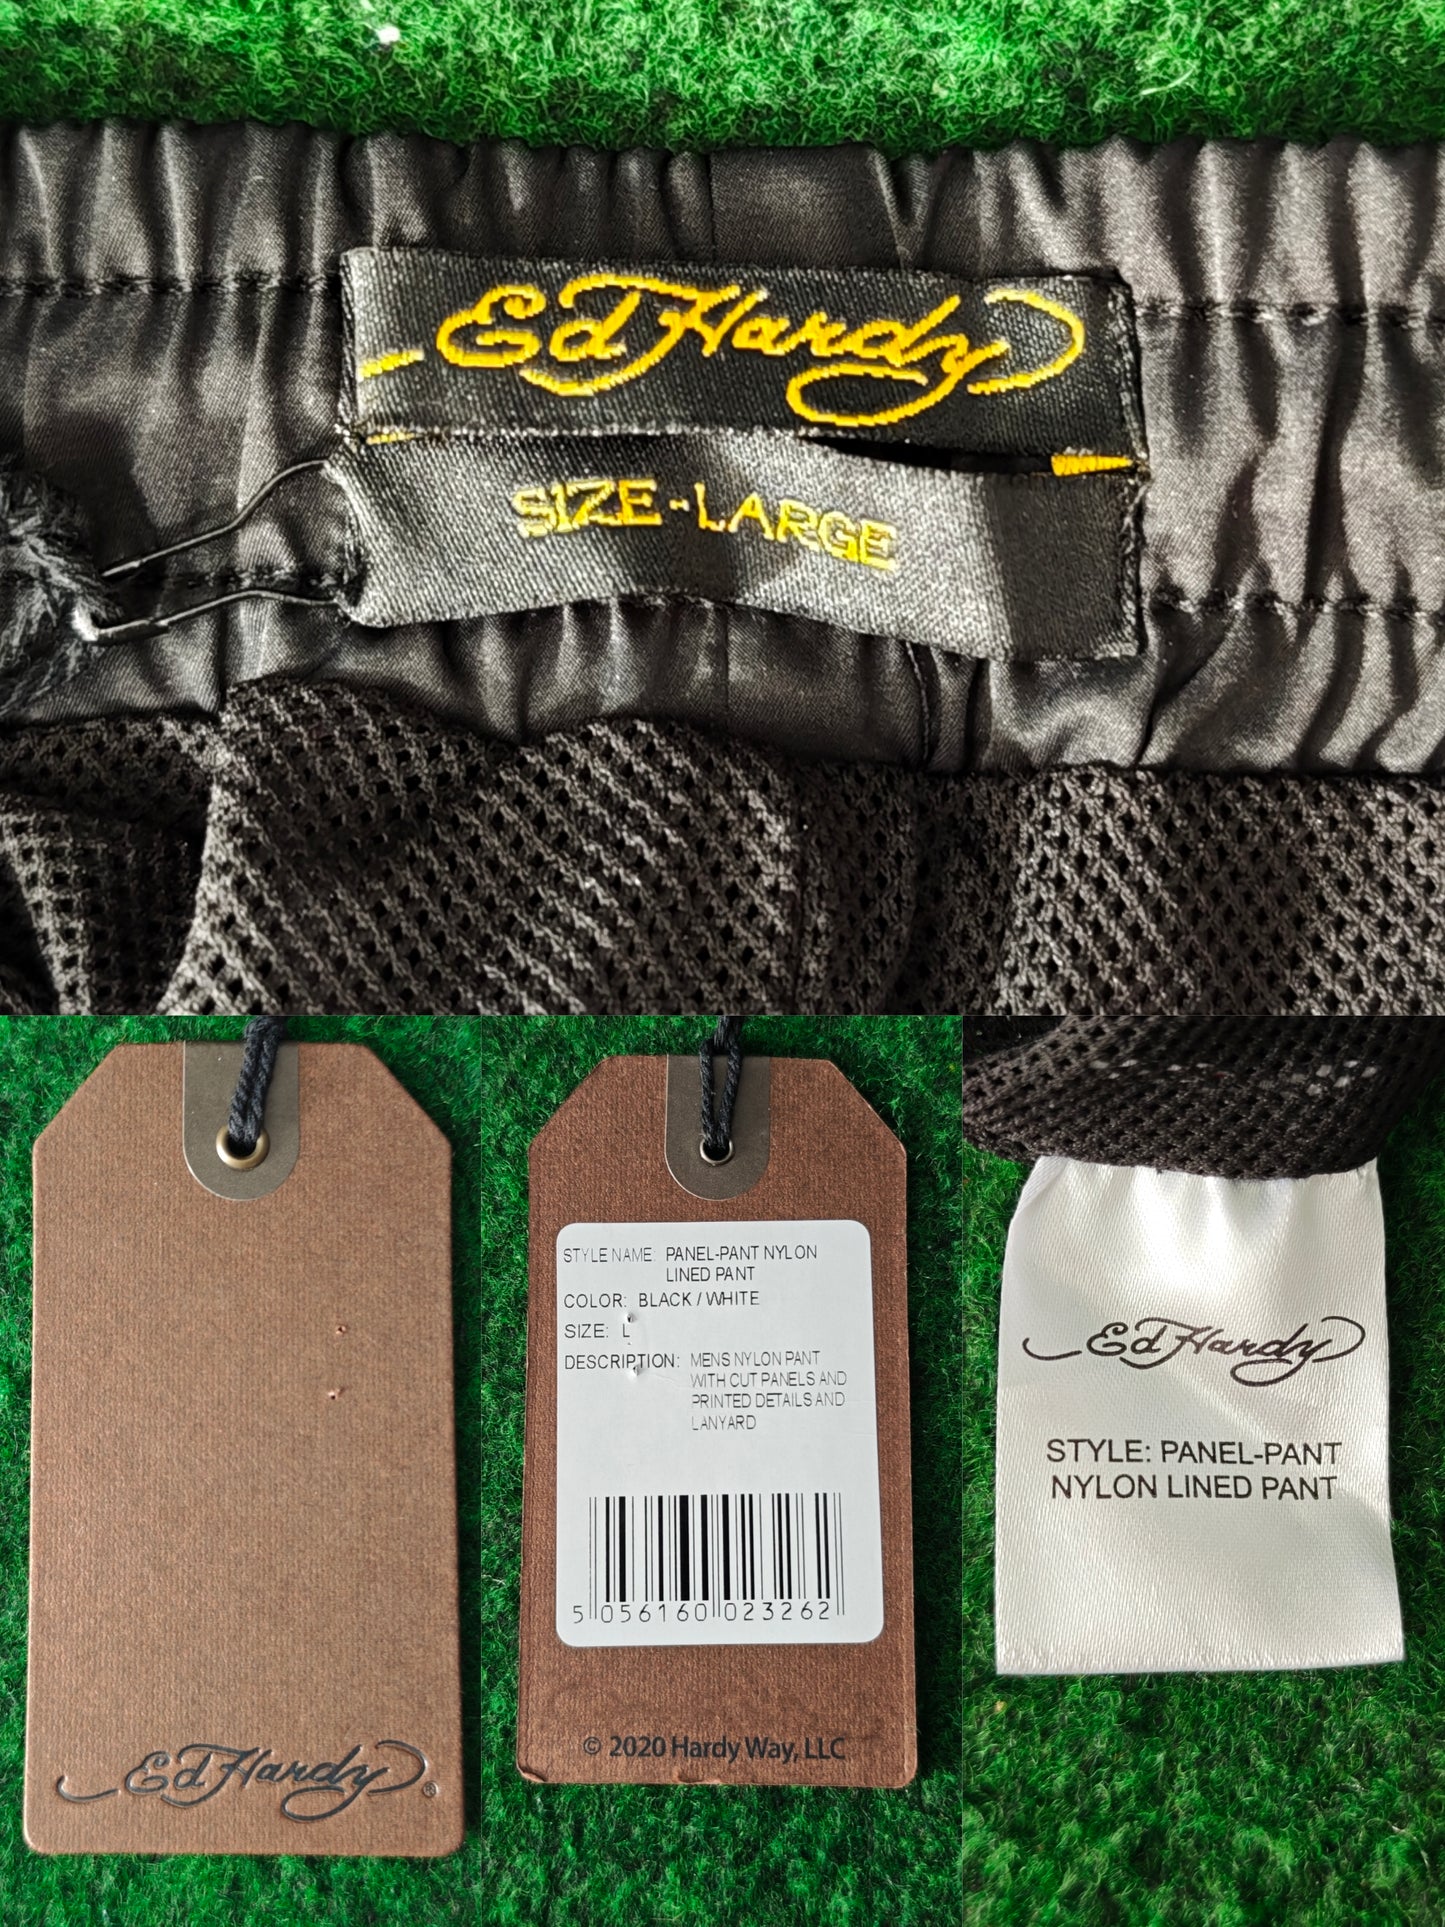 Ed Hardy
SIZE-LARGE
Ed Hardy®
STYLE NAME: PANEL-PANT NYLON
LINED PANT
COLOR: BLACK / WHITE
SIZE: L
DESCRIPTION: MENS NYLON PANT
WITH CUT PANELS AND
PRINTED DETAILS AND
LANYARD
5 056160 023262
© 2020 Hardy Way, LLC
Ed Hardy
STYLE: PANEL-PANT
NYLON LINED PANT